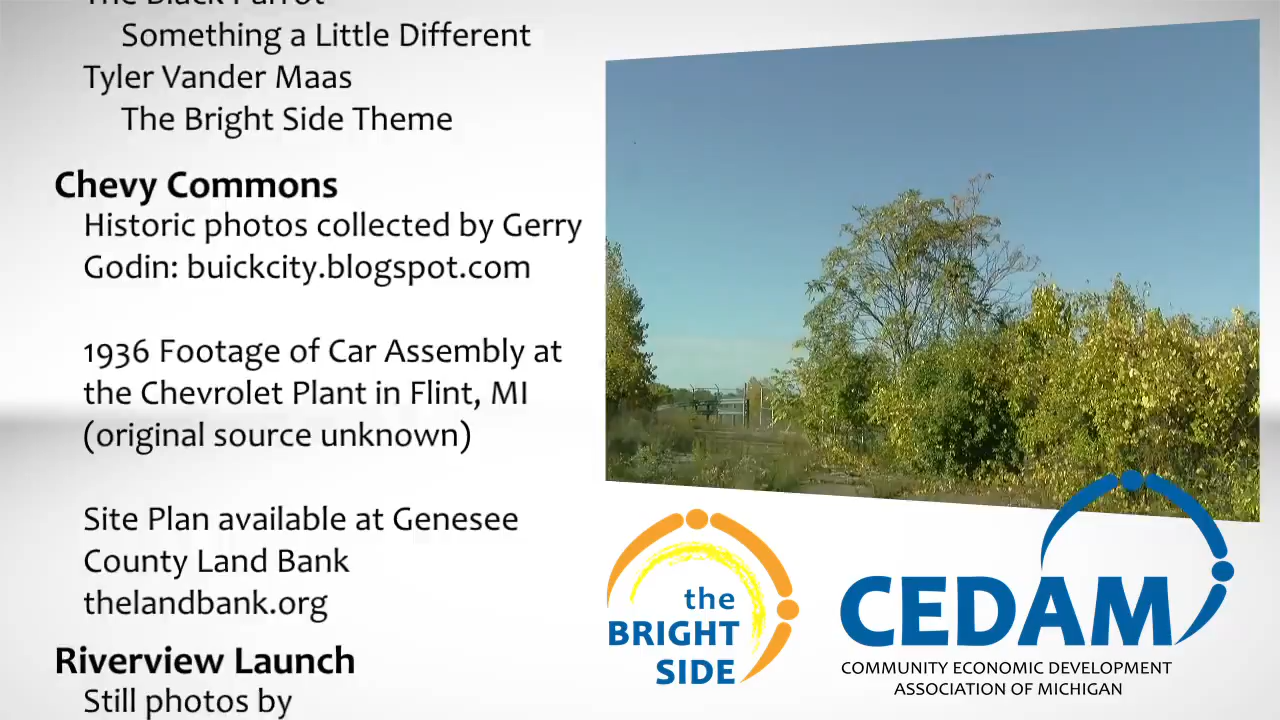 The Black Parrot
Something a Little Different
Tyler Vander Maas
The Bright Side Theme
Chevy Commons
Historic photos collected by Gerry
Godin: buickcity.blogspot.com
1936 Footage of Car Assembly at
the Chevrolet Plant in Flint, MI
(original source unknown)
Site Plan available at Genesee
County Land Bank
thelandbank.org
Riverview Launch
Still photos by
the
BRIGHT
SIDE
CEDAM
COMMUNITY ECONOMIC DEVELOPMENT
ASSOCIATION OF MICHIGAN